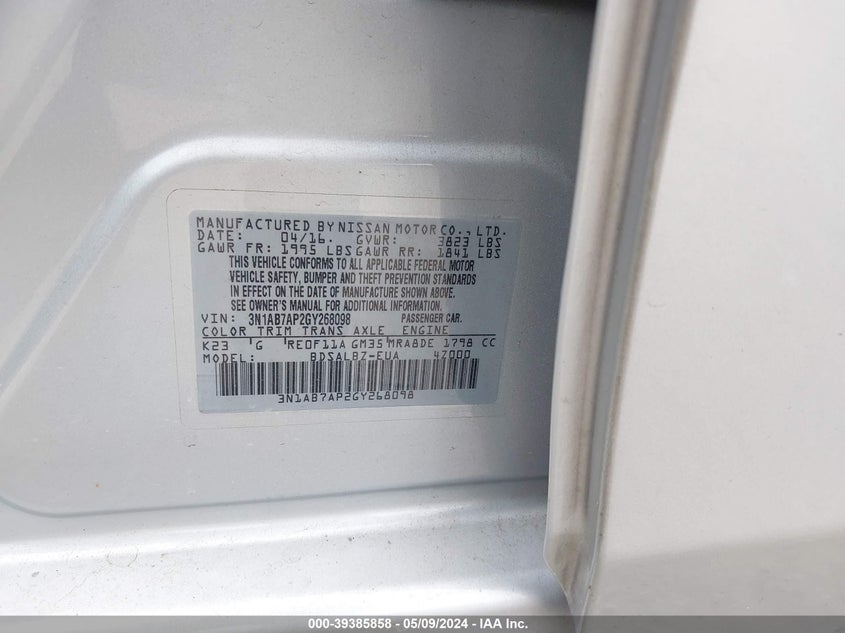 MANUFACTURED BY NISSAN MOTOR CO., LTD.
DATE: 04/16. GVWR: 3823 LBS
GAWR FR: 1995 LBS GAWR RR: 1841 LBS
THIS VEHICLE CONFORMS TO ALL APPLICABLE FEDERAL MOTOR
VEHICLE SAFETY, BUMPER AND THEFT PREVENTION STANDARDS
IN EFFECT ON THE DATE OF MANUFACTURE SHOWN ABOVE.
SEE OWNER'S MANUAL FOR ADDITIONAL INFORMATION.
VIN: 3N1AB7AP2GY268098 PASSENGER CAR.
COLOR TRIM TRANS AXLE ENGINE
K23 'G RE0F11A GM35 MRA8DE 1798 CC
MODEL: BDSALBZ-EUA 4Z000
3N1AB7AP2GY268098
000-39385858 / 05/09/2024 - IAA Inc.